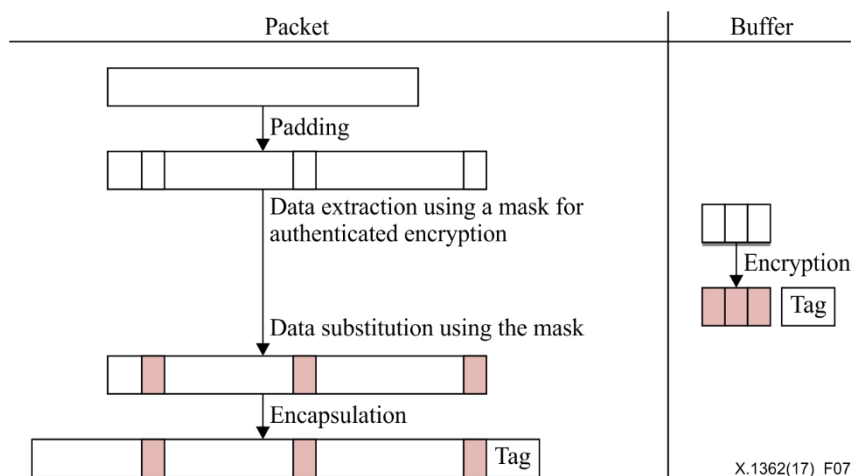 Packet
Buffer
Padding
Data extraction using a mask for
authenticated encryption
Encryption
Tag
Data substitution using the mask
Encapsulation
Tag
X.1362(17)_F07